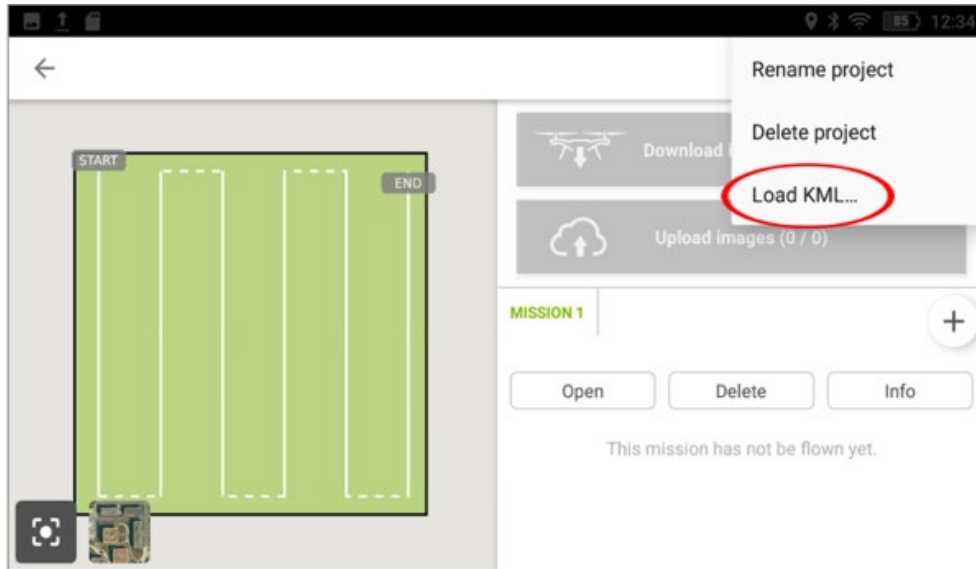 85 12:34
Rename project
Delete project
Load KML...
Download i
Upload images (0 / 0)
START
END
MISSION 1
+
Open Delete Info
This mission has not be flown yet.